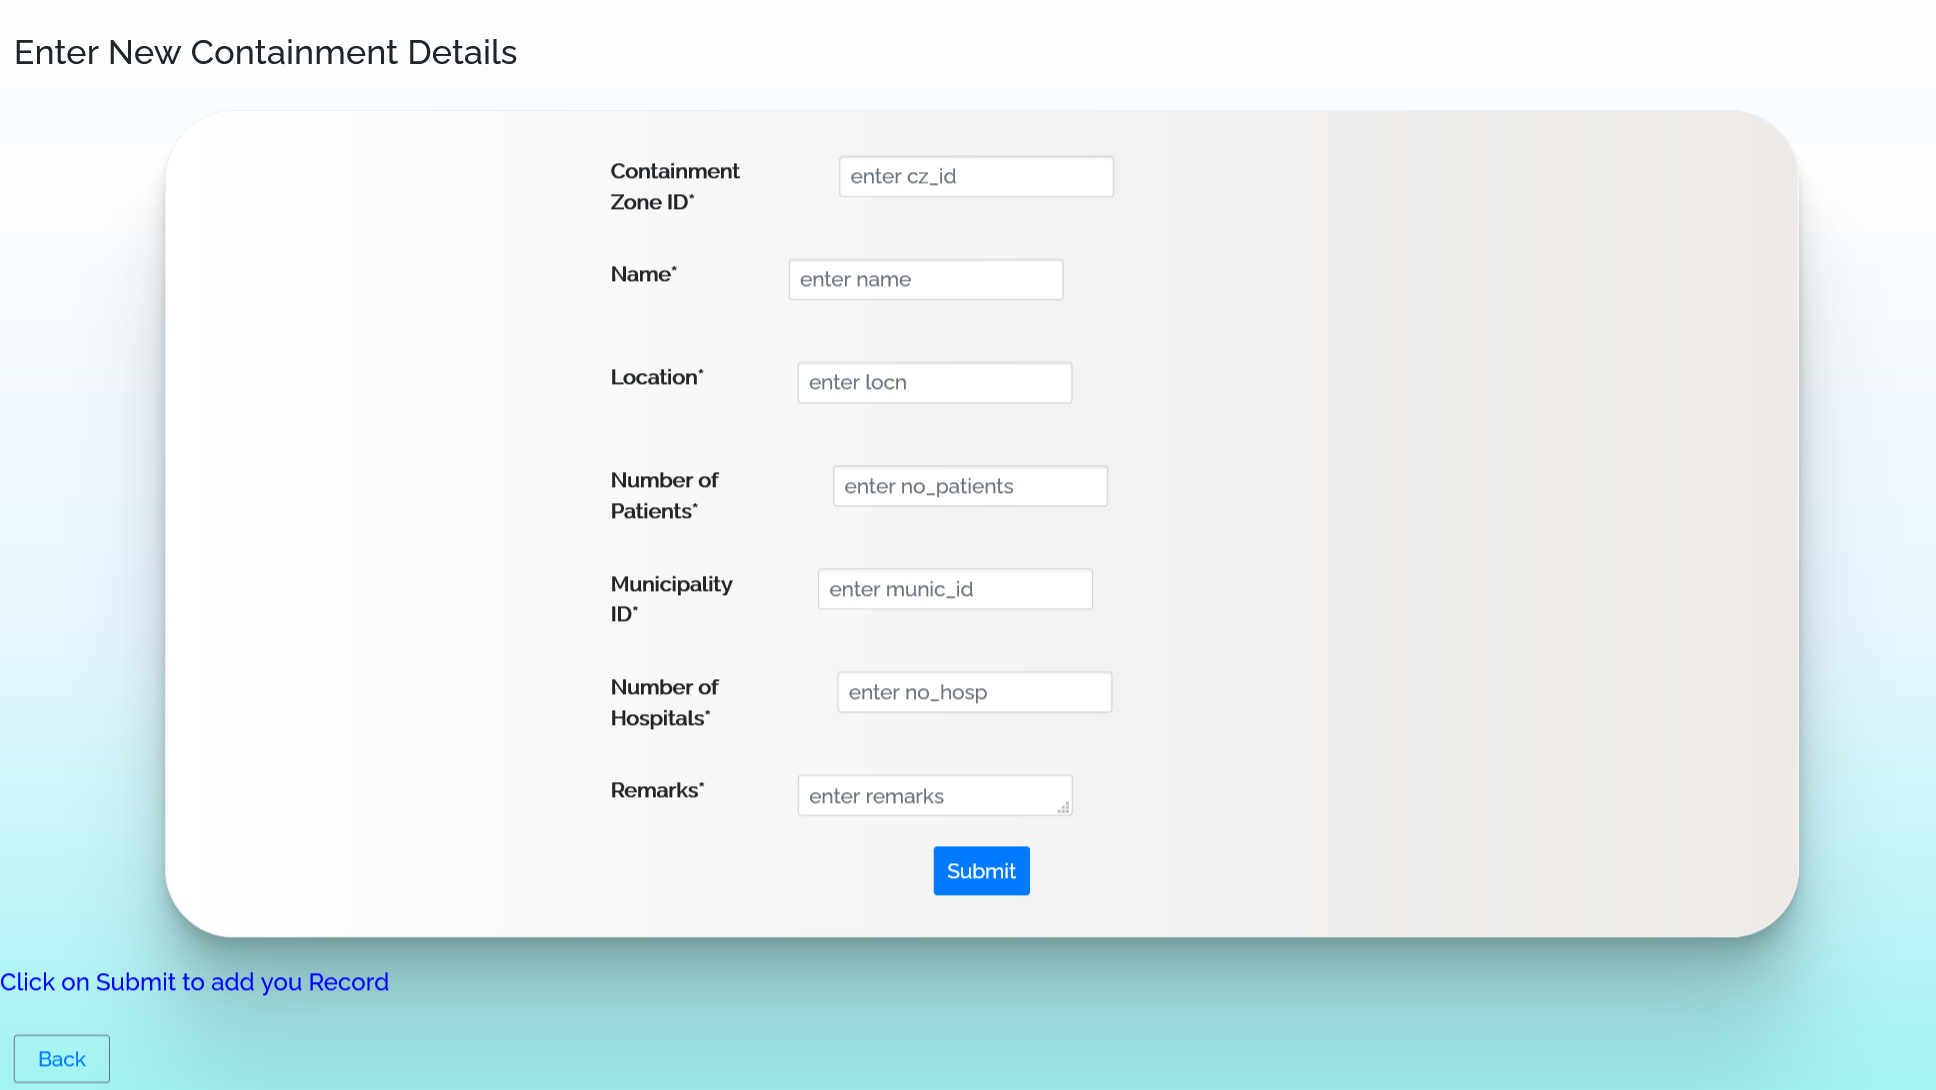 Enter New Containment Details
Containment
Zone ID*
enter cz_id
Name*
enter name
Location*
enter locn
Number of
Patients*
enter no_patients
Municipality
ID*
enter munic_id
Number of
Hospitals*
enter no_hosp
Remarks*
enter remarks
Submit
Click on Submit to add you Record
Back